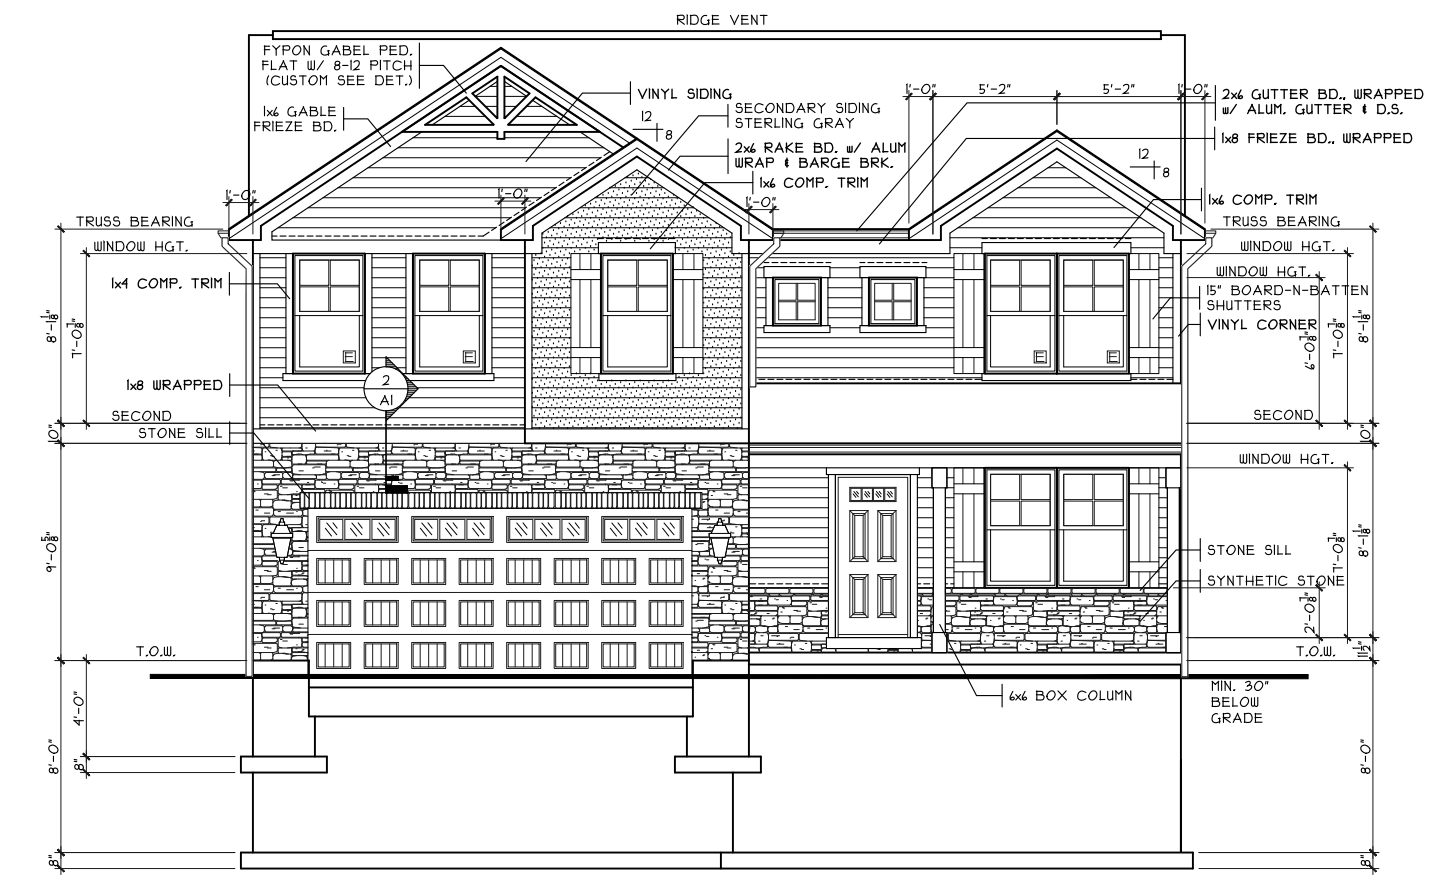 RIDGE VENT
FYPON GABEL PED.
FLAT W/ 8-12 PITCH
(CUSTOM SEE DET.)
1x6 GABLE
FRIEZE BD.
VINYL SIDING
SECONDARY SIDING
STERLING GRAY
12
8
2x6 RAKE BD. w/ ALUM
WRAP & BARGE BRK.
1x6 COMP. TRIM
1'-0"
5'-2"
5'-2"
1'-0"
2x6 GUTTER BD., WRAPPED
w/ ALUM. GUTTER & D.S.
1x8 FRIEZE BD., WRAPPED
12
8
1x6 COMP. TRIM
1'-0"
1'-0"
1'-0"
TRUSS BEARING
WINDOW HGT.
1x4 COMP. TRIM
8'-1 1/8"
7'-0 7/8"
1x8 WRAPPED
SECOND
10"
STONE SILL
2
A1
E
E
E
E
TRUSS BEARING
WINDOW HGT.
WINDOW HGT.
15" BOARD-N-BATTEN
SHUTTERS
VINYL CORNER
6'-0 7/8"
7'-0 7/8"
8'-1 1/8"
SECOND
10"
WINDOW HGT.
9'-0 5/8"
STONE SILL
SYNTHETIC STONE
7'-0 7/8"
8'-1 1/8"
2'-0 7/8"
T.O.W.
T.O.W.
11 1/2"
6x6 BOX COLUMN
MIN. 30"
BELOW
GRADE
4'-0"
8"
8'-0"
8'-0"
8"
8"